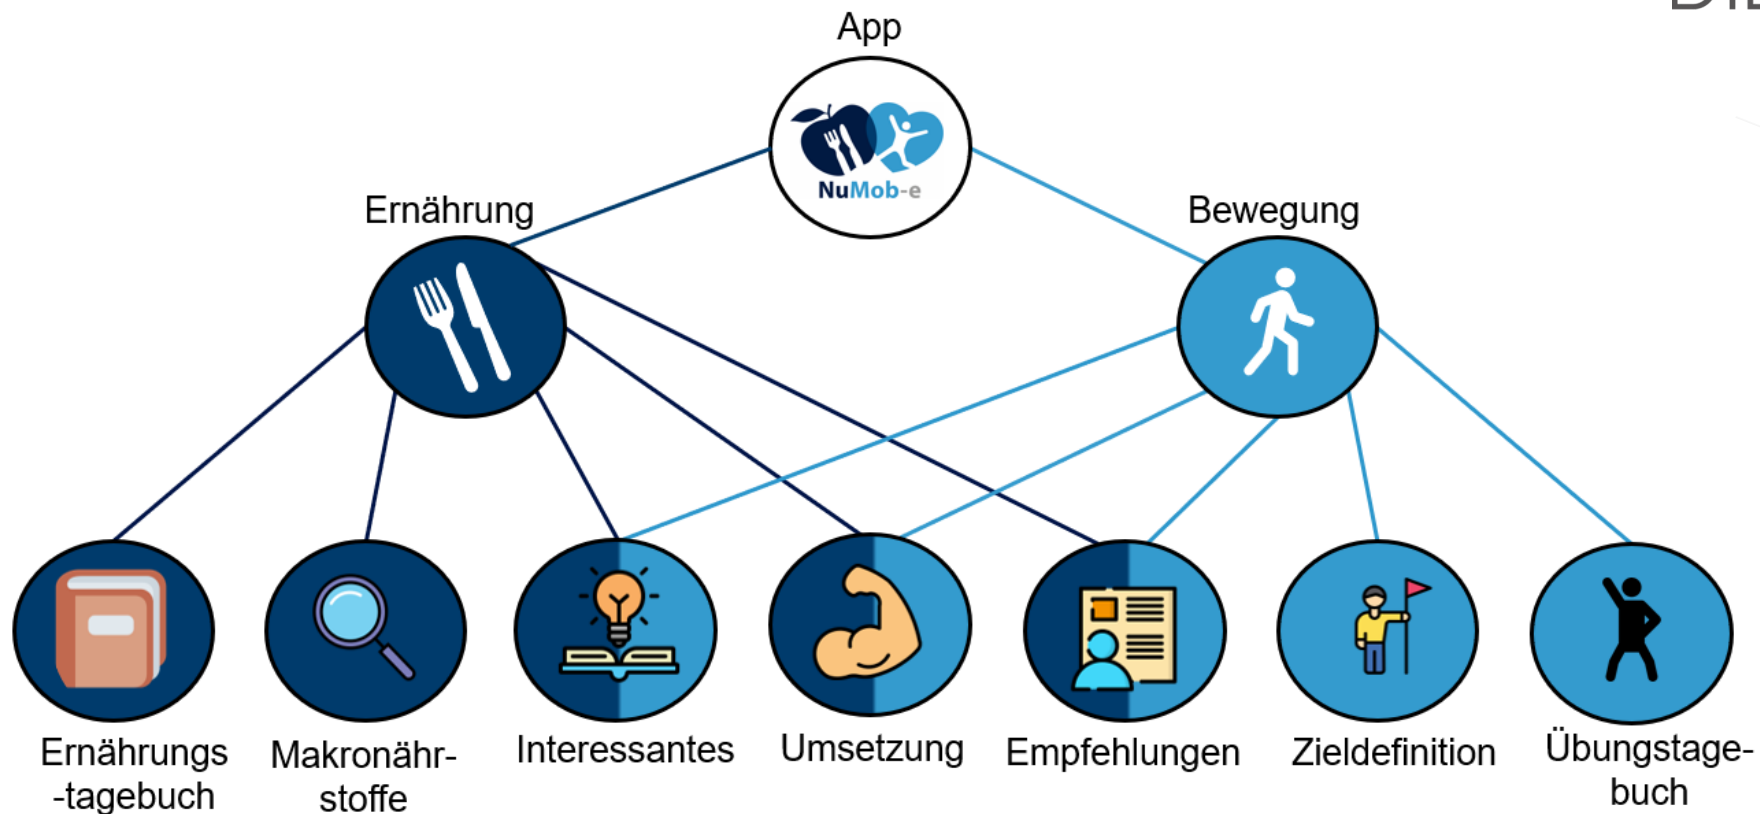 App
NuMob-e
Ernährung
Bewegung
Ernährungs
-tagebuch
Makronähr-
stoffe
Interessantes
Umsetzung
Empfehlungen
Zieldefinition
Übungstage-
buch